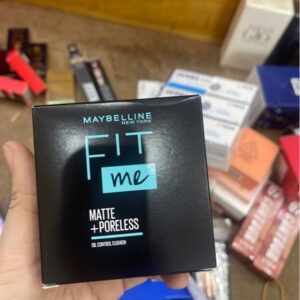 MAYBELLINE
NEW YORK
FIT
me
MATTE
+PORELESS
OIL CONTROL CUSHION